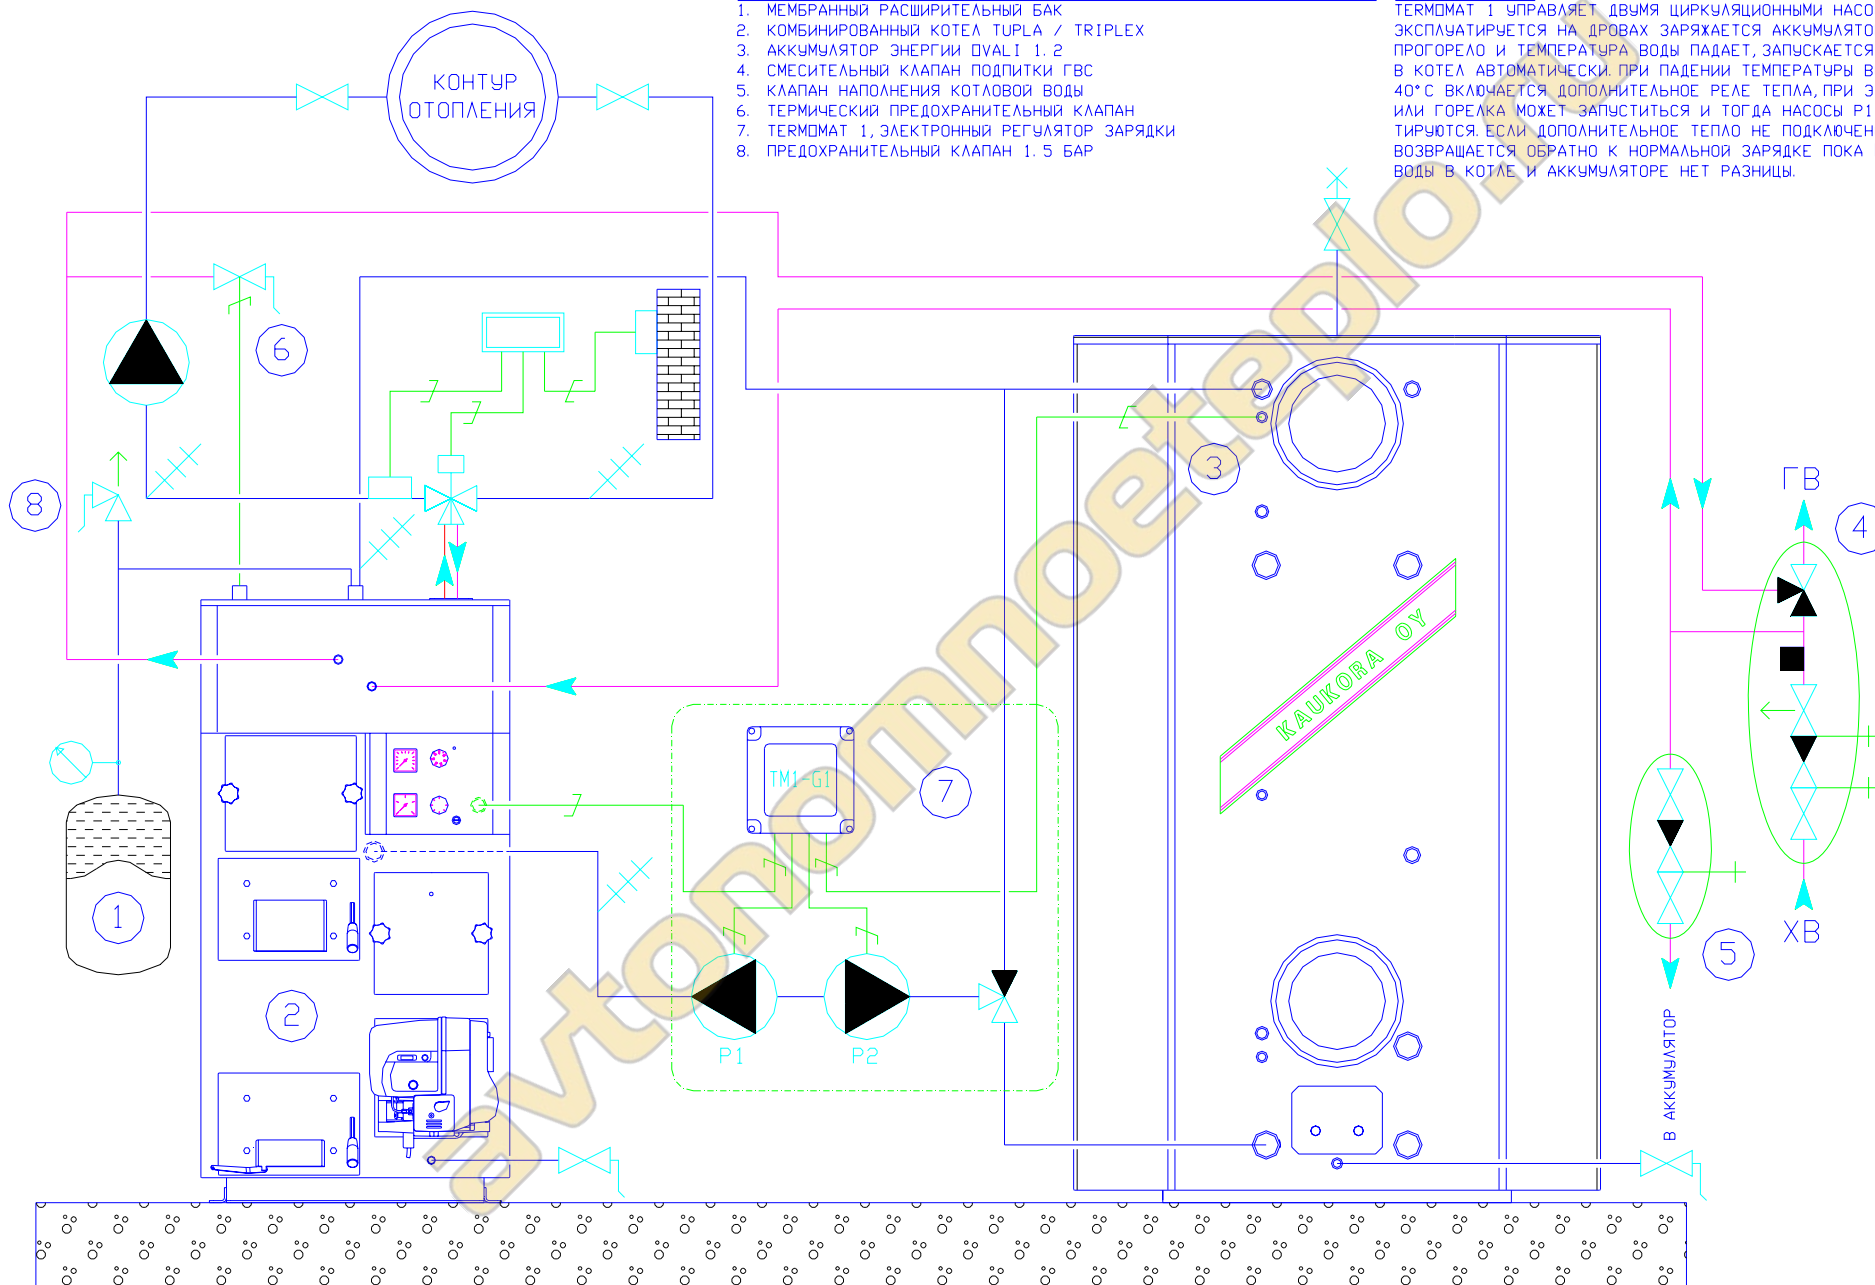 1. МЕМБРАННЫЙ РАСШИРИТЕЛЬНЫЙ БАК
2. КОМБИНИРОВАННЫЙ КОТЕЛ TUPLA / TRIPLEX
3. АККУМУЛЯТОР ЭНЕРГИИ OVALI 1.2
4. СМЕСИТЕЛЬНЫЙ КЛАПАН ПОДПИТКИ ГВС
5. КЛАПАН НАПОЛНЕНИЯ КОТЛОВОЙ ВОДЫ
6. ТЕРМИЧЕСКИЙ ПРЕДОХРАНИТЕЛЬНЫЙ КЛАПАН
7. TERMOMAT 1, ЭЛЕКТРОННЫЙ РЕГУЛЯТОР ЗАРЯДКИ
8. ПРЕДОХРАНИТЕЛЬНЫЙ КЛАПАН 1.5 БАР
TERMOMAT 1 УПРАВЛЯЕТ ДВУМЯ ЦИРКУЛЯЦИОННЫМИ НАСО
ЭКСПЛУАТИРУЕТСЯ НА ДРОВАХ ЗАРЯЖАЕТСЯ АККУМУЛЯТО
ПРОГОРЕЛО И ТЕМПЕРАТУРА ВОДЫ ПАДАЕТ, ЗАПУСКАЕТСЯ
В КОТЕЛ АВТОМАТИЧЕСКИ. ПРИ ПАДЕНИИ ТЕМПЕРАТУРЫ В
40°С ВКЛЮЧАЕТСЯ ДОПОЛНИТЕЛЬНОЕ РЕЛЕ ТЕПЛА, ПРИ Э
ИЛИ ГОРЕЛКА МОЖЕТ ЗАПУСТИТЬСЯ И ТОГДА НАСОСЫ Р1
ТИРУЮТСЯ. ЕСЛИ ДОПОЛНИТЕЛЬНОЕ ТЕПЛО НЕ ПОДКЛЮЧЕН
ВОЗВРАЩАЕТСЯ ОБРАТНО К НОРМАЛЬНОЙ ЗАРЯДКЕ ПОКА
ВОДЫ В КОТЛЕ И АККУМУЛЯТОРЕ НЕТ РАЗНИЦЫ.
КОНТУР
ОТОПЛЕНИЯ
6
8
3
ГВ
4
KAUKORA OY
TM1-G1
7
1
2
P1
P2
5
ХВ
В АККУМУЛЯТОР
avtonomnoeteplo.ru